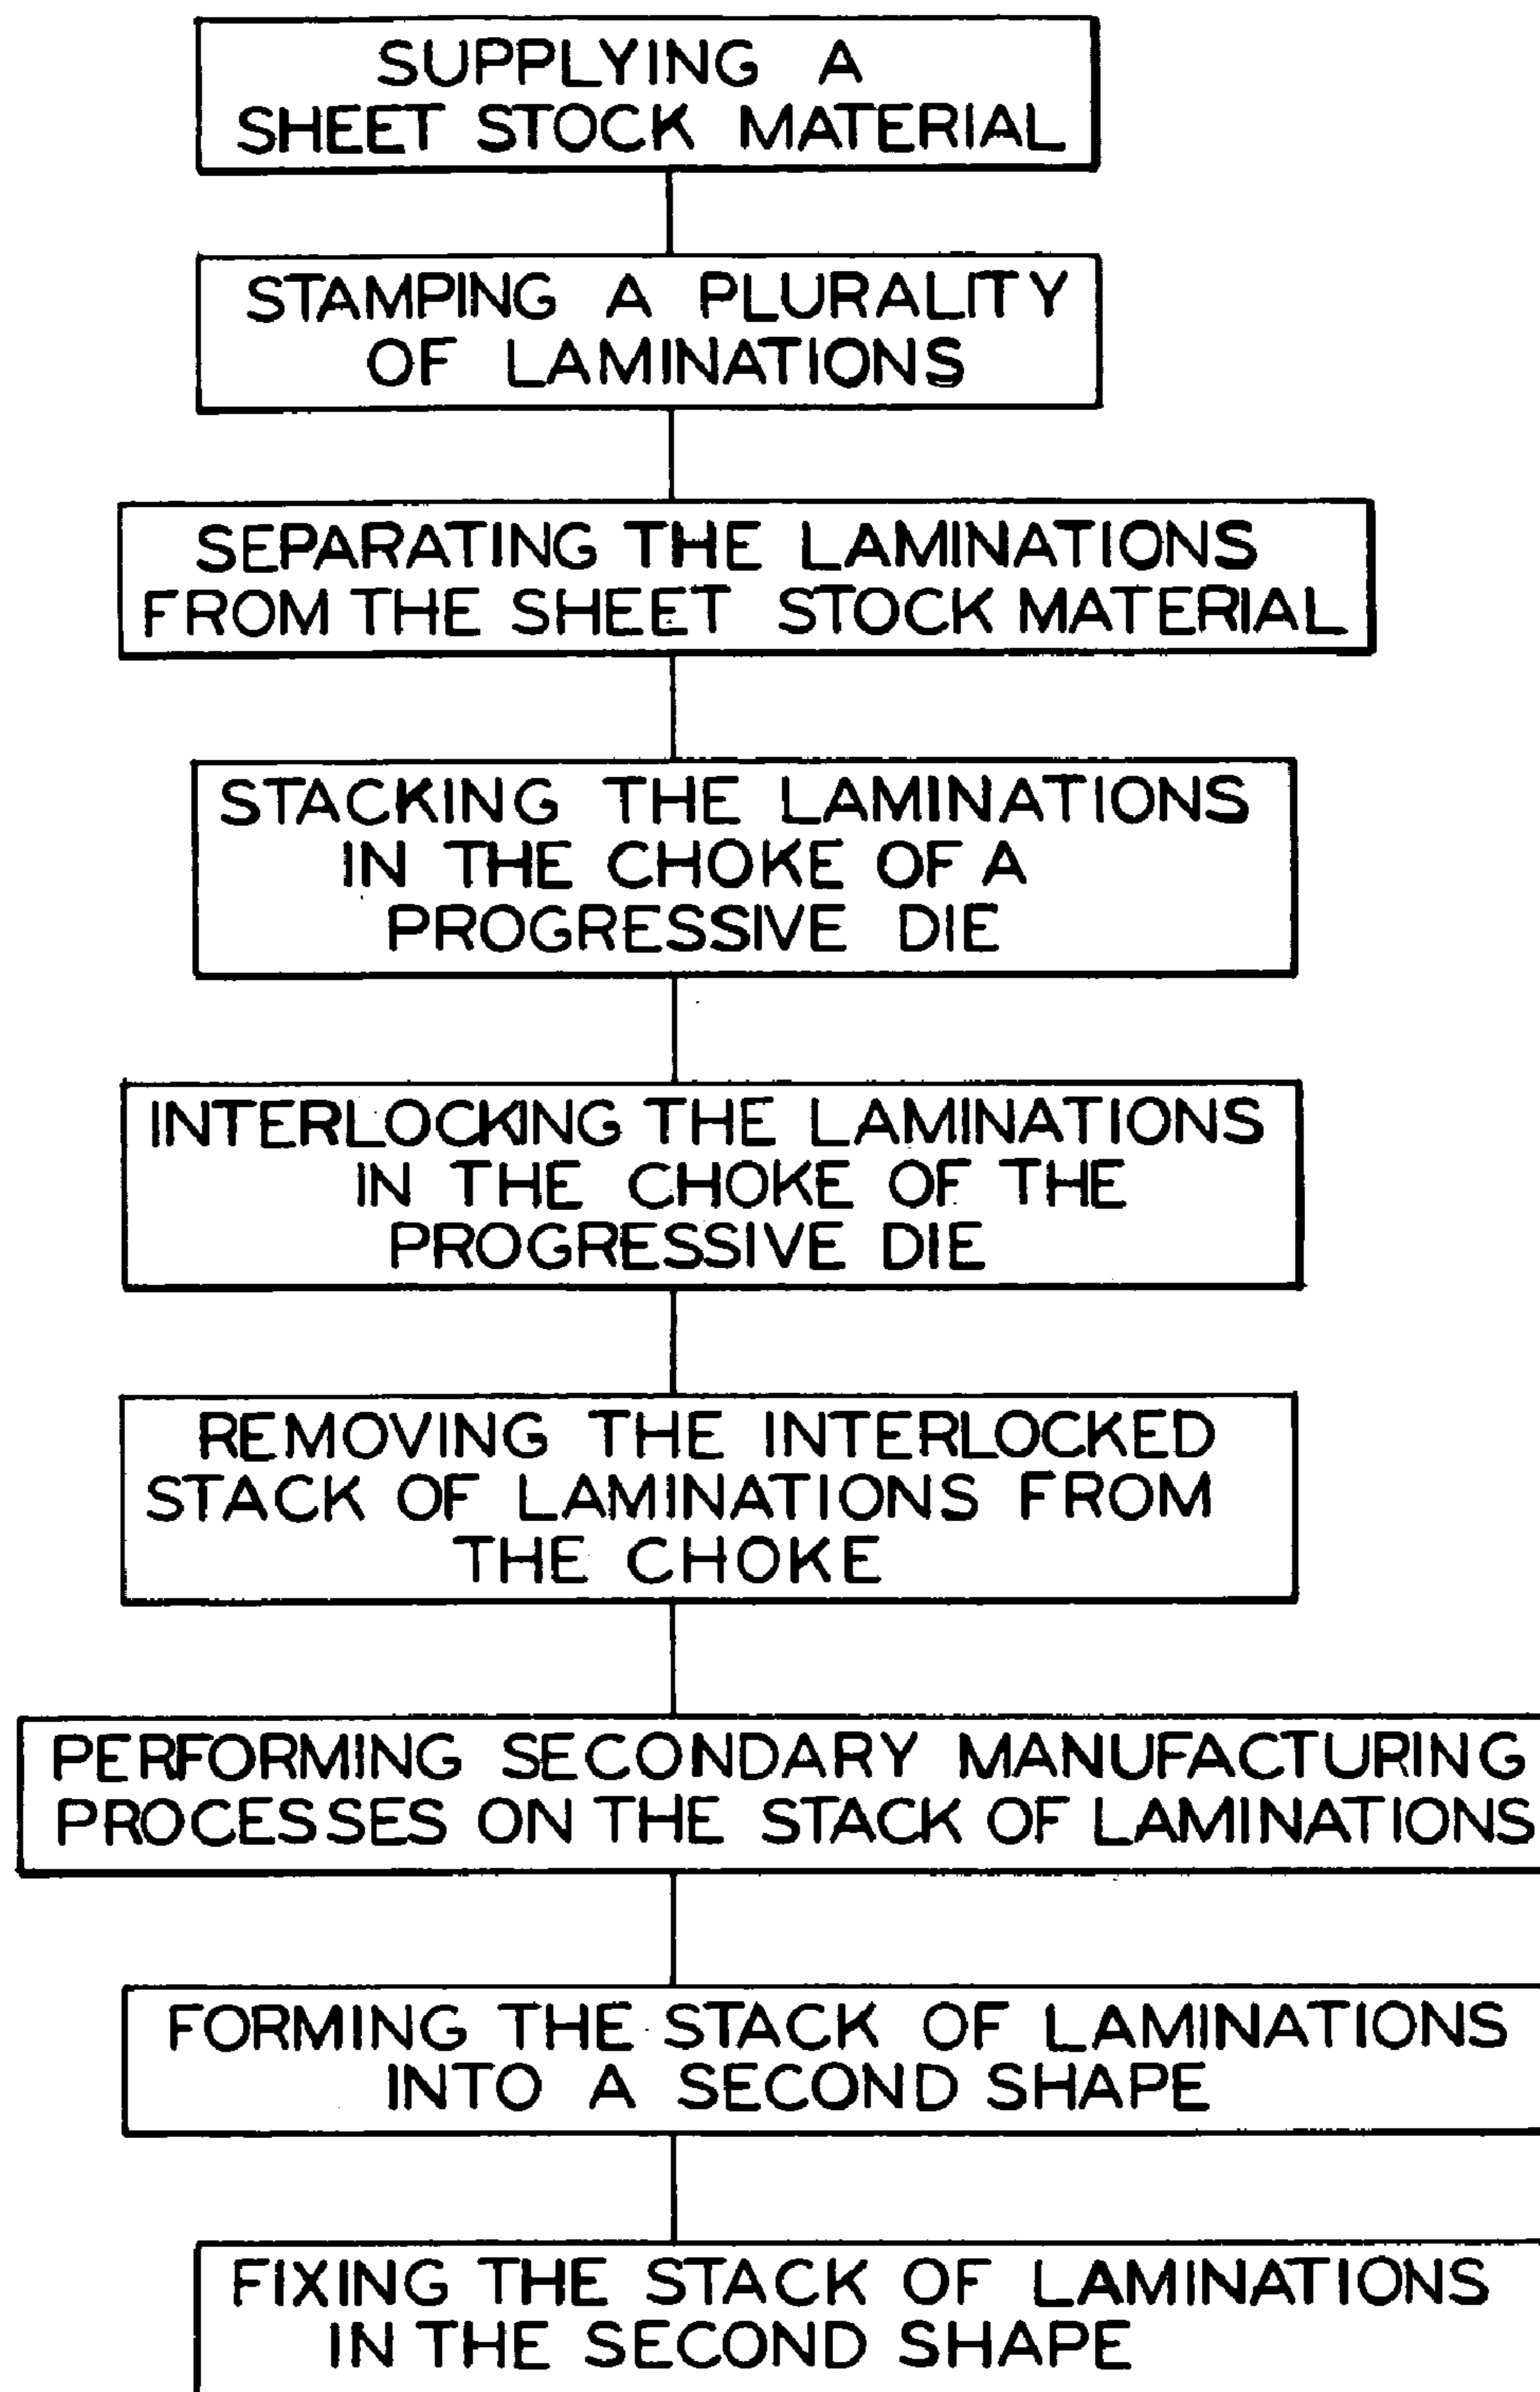 SUPPLYING A
SHEET STOCK MATERIAL
STAMPING A PLURALITY
OF LAMINATIONS
SEPARATING THE LAMINATIONS
FROM THE SHEET STOCK MATERIAL
STACKING THE LAMINATIONS
IN THE CHOKE OF A
PROGRESSIVE DIE
INTERLOCKING THE LAMINATIONS
IN THE CHOKE OF THE
PROGRESSIVE DIE
REMOVING THE INTERLOCKED
STACK OF LAMINATIONS FROM
THE CHOKE
PERFORMING SECONDARY MANUFACTURING
PROCESSES ON THE STACK OF LAMINATIONS
FORMING THE STACK OF LAMINATIONS
INTO A SECOND SHAPE
FIXING THE STACK OF LAMINATIONS
IN THE SECOND SHAPE